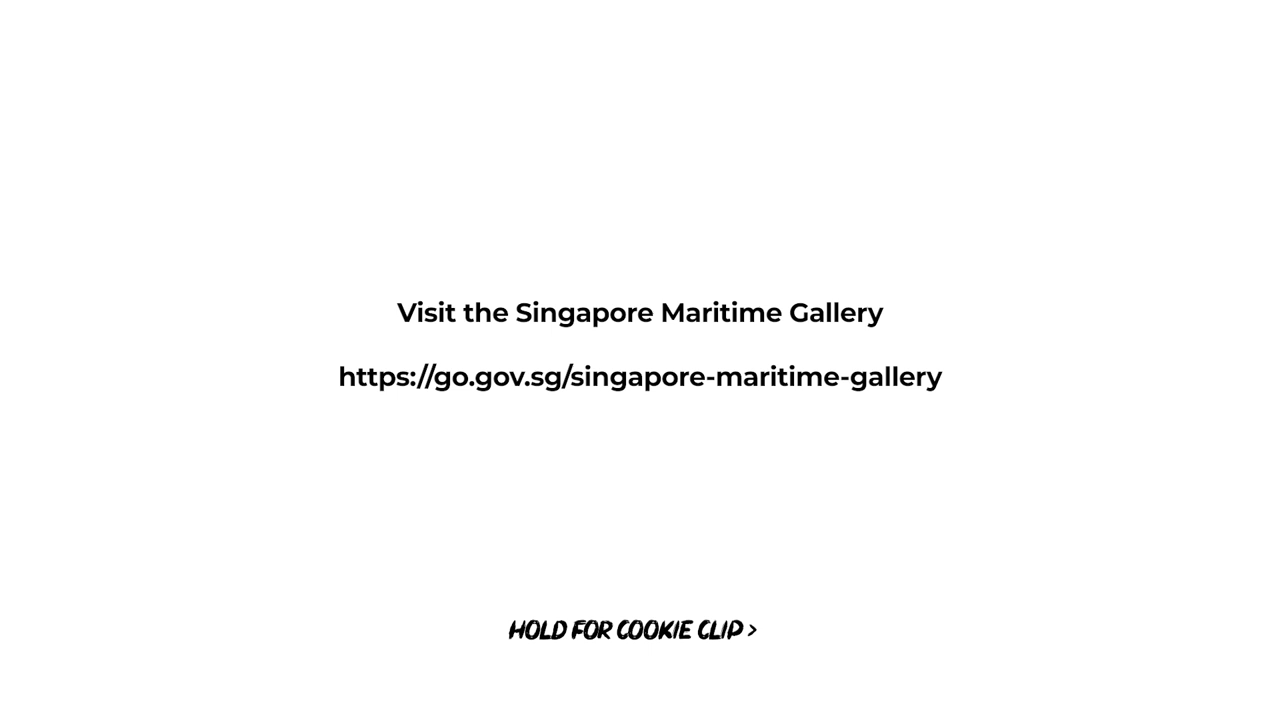 Visit the Singapore Maritime Gallery
https://go.gov.sg/singapore-maritime-gallery
HOLD FOR COOKIE CLIP >